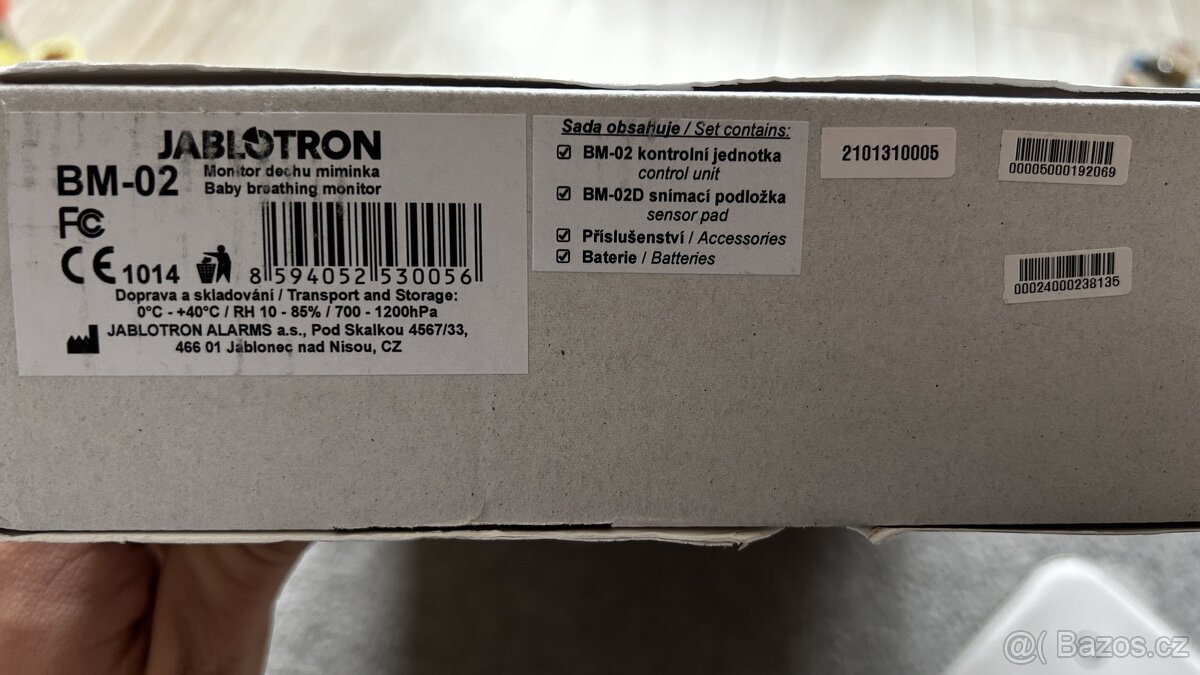 JABLOTRON
BM-02
Monitor dechu miminka
Baby breathing monitor
FC
CE 1014
8 594052 530056
Doprava a skladování / Transport and Storage:
0°C - +40°C / RH 10 - 85% / 700 - 1200hPa
JABLOTRON ALARMS a.s., Pod Skalkou 4567/33,
466 01 Jablonec nad Nisou, CZ
Sada obsahuje / Set contains:
BM-02 kontrolní jednotka
control unit
BM-02D snímací podložka
sensor pad
Příslušenství / Accessories
Baterie / Batteries
2101310005
00005000192069
00024000238135
@( Bazos.cz